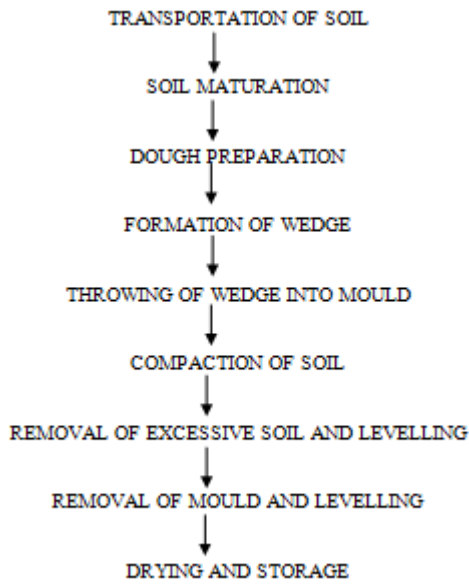 TRANSPORTATION OF SOIL
SOIL MATURATION
DOUGH PREPARATION
FORMATION OF WEDGE
THROWING OF WEDGE INTO MOULD
COMPACTION OF SOIL
REMOVAL OF EXCESSIVE SOIL AND LEVELLING
REMOVAL OF MOULD AND LEVELLING
DRYING AND STORAGE